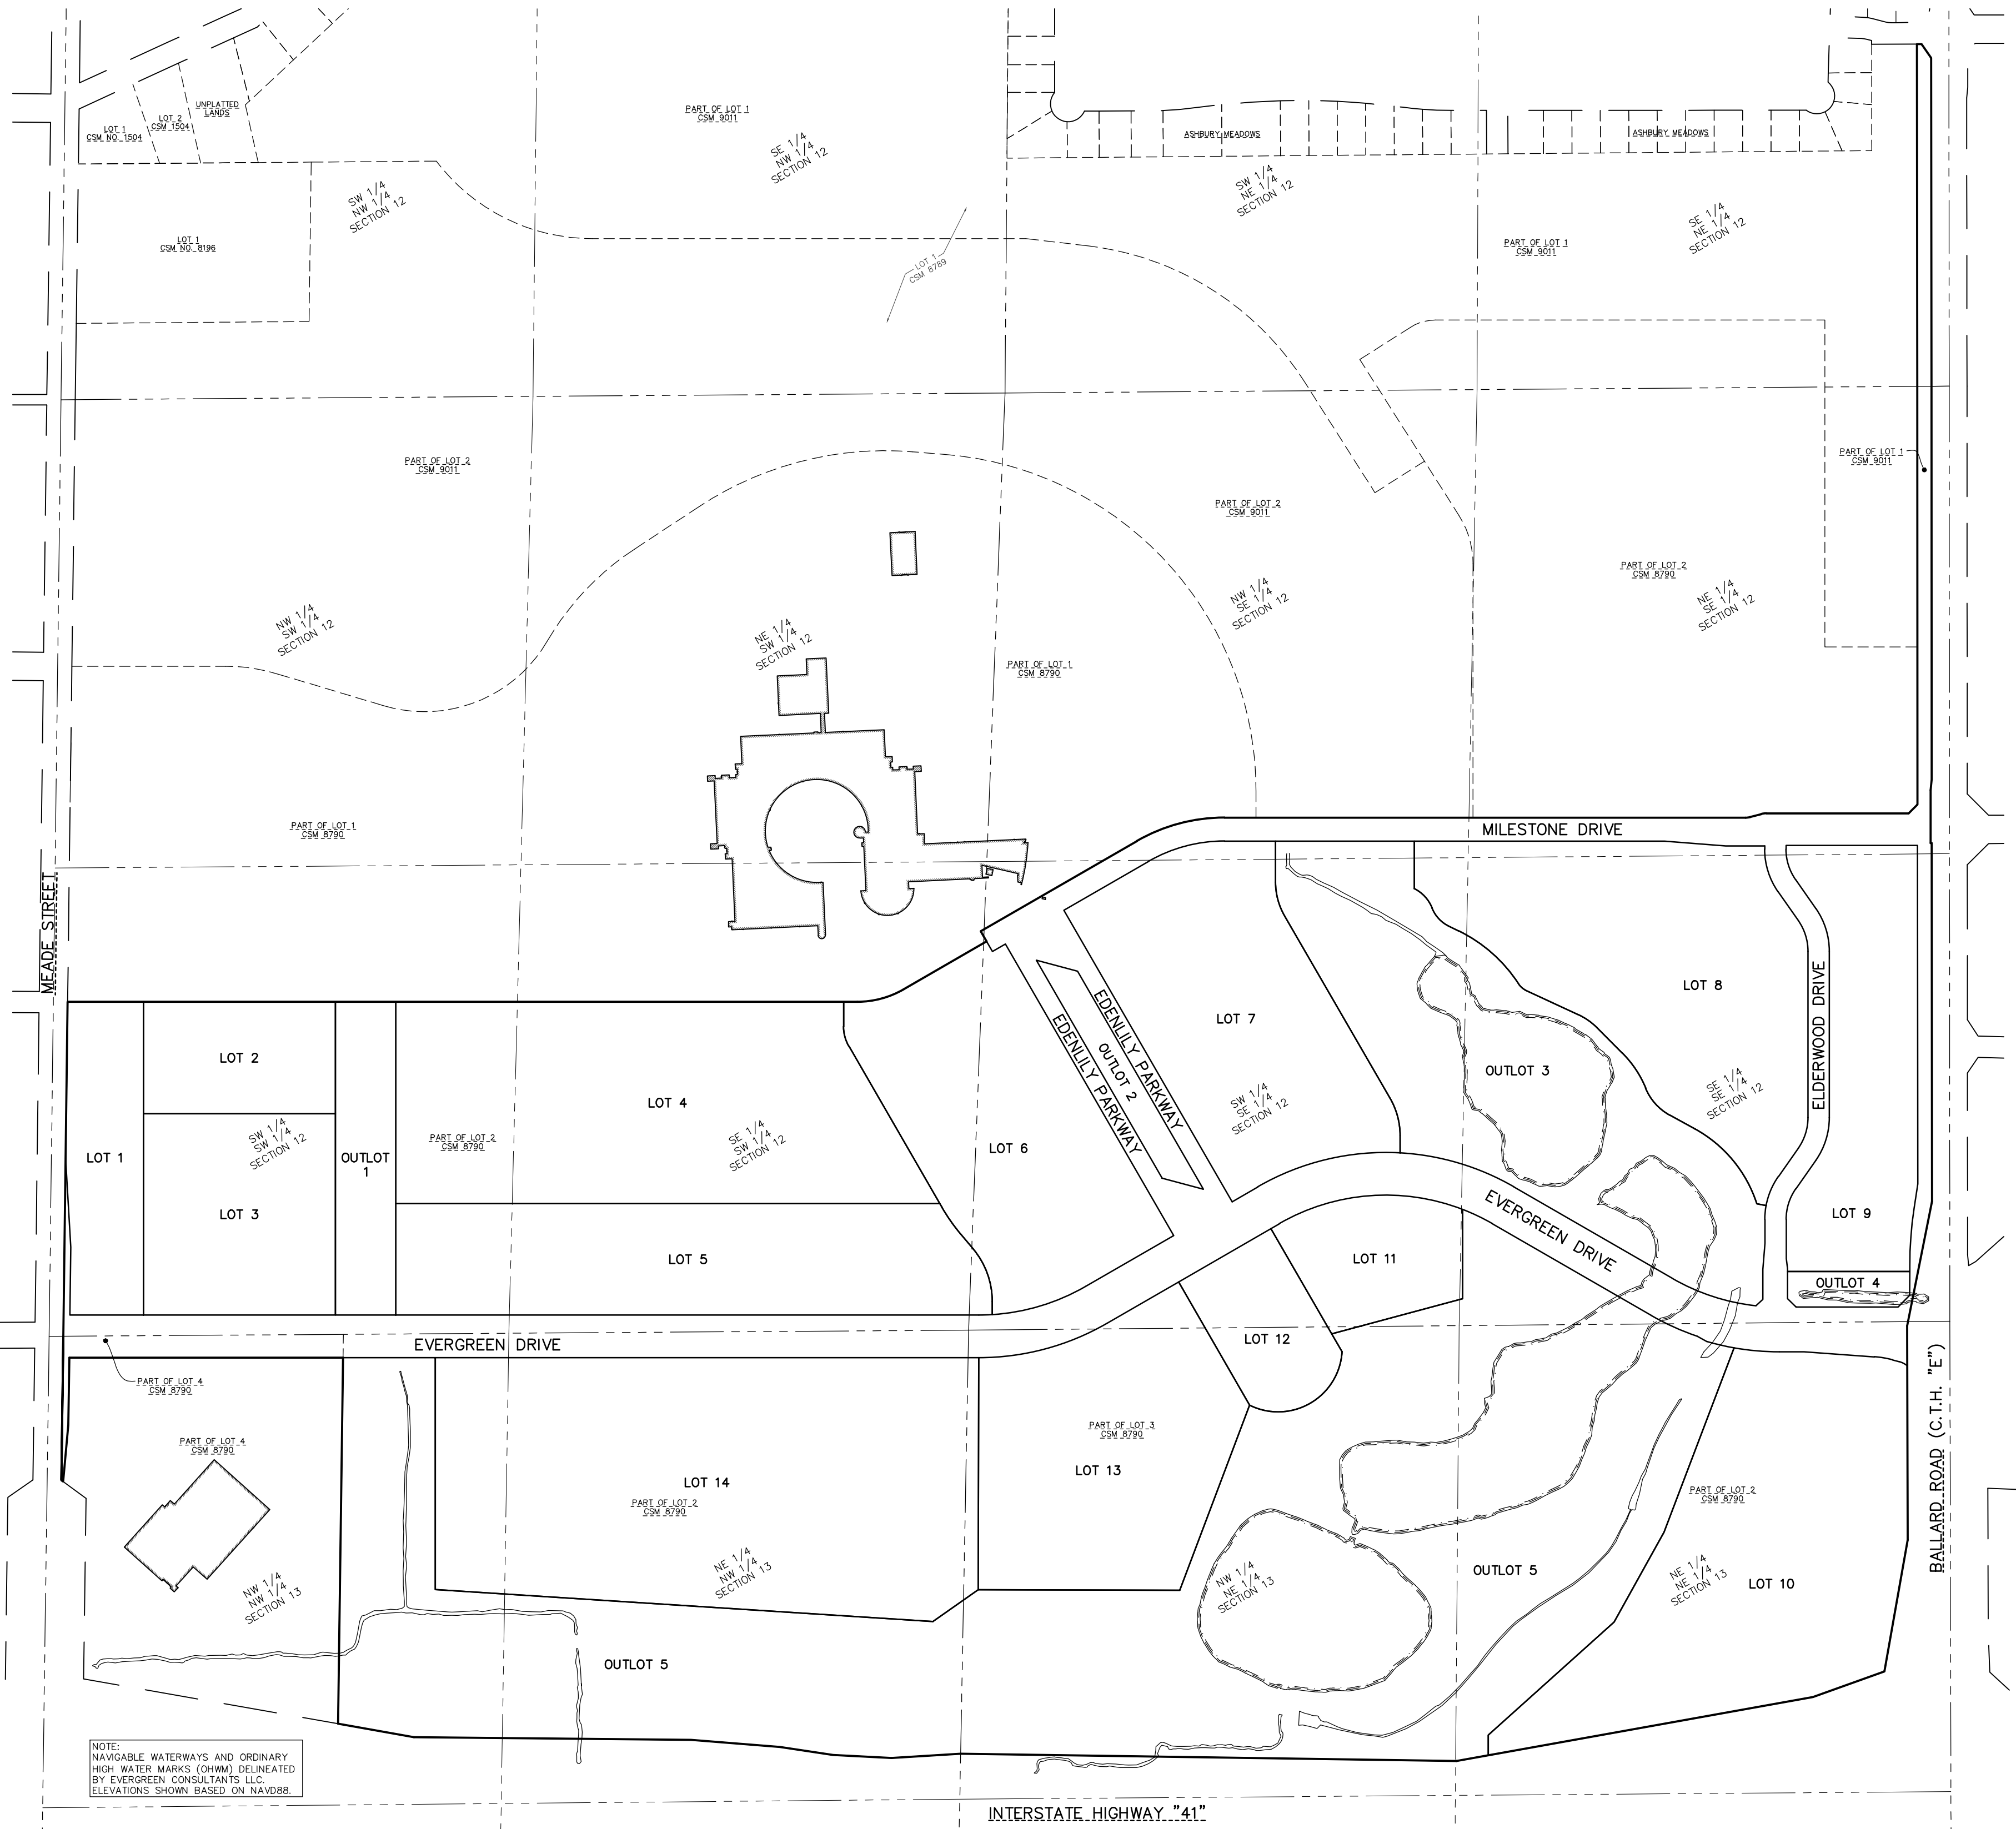 LOT 1
CSM NO. 1504
LOT 2
CSM 1504
UNPLATTED
LANDS
PART OF LOT 1
CSM 9011
SE 1/4
NW 1/4
SECTION 12
ASHBURY MEADOWS
ASHBURY MEADOWS
SW 1/4
NW 1/4
SECTION 12
SW 1/4
NE 1/4
SECTION 12
SE 1/4
NE 1/4
SECTION 12
LOT 1
CSM NO. 8196
LOT 1
CSM 8789
PART OF LOT 1
CSM 9011
PART OF LOT 2
CSM 9011
PART OF LOT 1
CSM 9011
PART OF LOT 2
CSM 9011
PART OF LOT 2
CSM 8790
NW 1/4
SW 1/4
SECTION 12
NE 1/4
SW 1/4
SECTION 12
NW 1/4
SE 1/4
SECTION 12
NE 1/4
SE 1/4
SECTION 12
PART OF LOT 1
CSM 8790
PART OF LOT 1
CSM 8790
MILESTONE DRIVE
MEADE STREET
LOT 8
ELDERWOOD DRIVE
LOT 7
EDENLILY PARKWAY
OUTLOT 2
EDENLILY PARKWAY
LOT 2
OUTLOT 3
LOT 4
SW 1/4
SE 1/4
SECTION 12
SE 1/4
SE 1/4
SECTION 12
SW 1/4
SW 1/4
SECTION 12
PART OF LOT 2
CSM 8790
SE 1/4
SW 1/4
SECTION 12
LOT 1
OUTLOT
1
LOT 6
LOT 3
LOT 9
EVERGREEN DRIVE
LOT 5
LOT 11
OUTLOT 4
EVERGREEN DRIVE
LOT 12
PART OF LOT 4
CSM 8790
PART OF LOT 4
CSM 8790
PART OF LOT 3
CSM 8790
LOT 13
LOT 14
PART OF LOT 2
CSM 8790
PART OF LOT 2
CSM 8790
BALLARD ROAD (C.T.H. "E")
NW 1/4
NW 1/4
SECTION 13
NE 1/4
NW 1/4
SECTION 13
NW 1/4
NE 1/4
SECTION 13
OUTLOT 5
NE 1/4
NE 1/4
SECTION 13
LOT 10
OUTLOT 5
NOTE:
NAVIGABLE WATERWAYS AND ORDINARY
HIGH WATER MARKS (OHWM) DELINEATED
BY EVERGREEN CONSULTANTS LLC.
ELEVATIONS SHOWN BASED ON NAVD88.
INTERSTATE HIGHWAY "41"